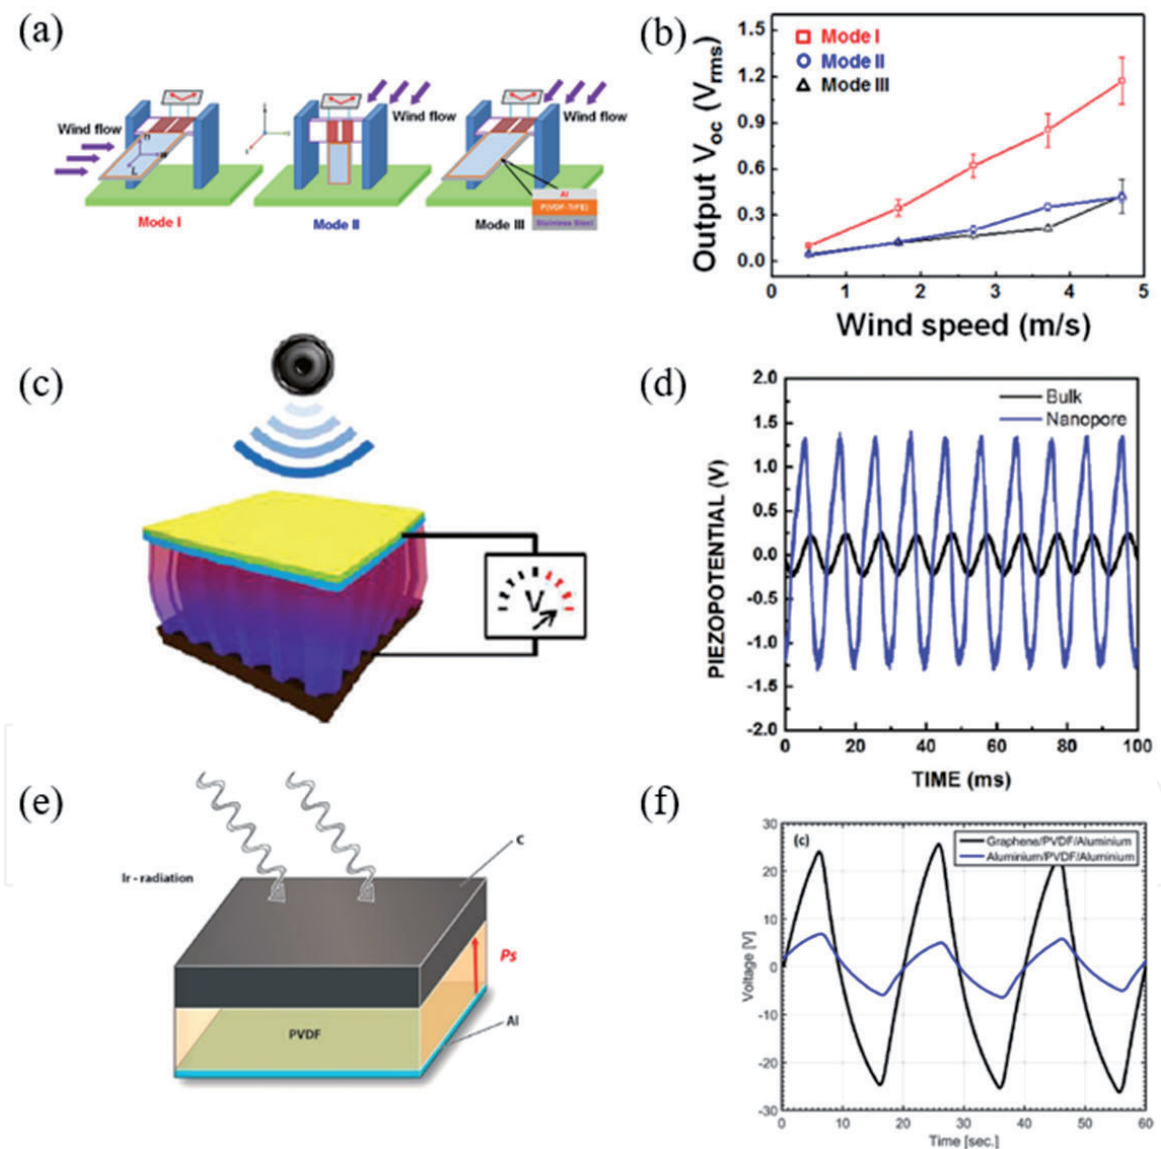 (a)
Wind flow
h
W
L
Mode I
Wind flow
Mode II
Wind flow
Al
P(VDF-TrFE)
Stainless Steel
Mode III
(b)
Output Voc (Vrms)
1.5
1.2
0.9
0.6
0.3
0.0
Mode I
Mode II
Mode III
0 1 2 3 4 5
Wind speed (m/s)
(c)
V
(d)
PIEZOPOTENTIAL (V)
2.0
1.5
1.0
0.5
0.0
-0.5
-1.0
-1.5
-2.0
Bulk
Nanopore
0 20 40 60 80 100
TIME (ms)
(e)
Ir - radiation
C
Ps
Al
PVDF
(f)
Voltage [V]
30
20
10
0
-10
-20
-30
(c)
Graphene/PVDF/Aluminium
Aluminium/PVDF/Aluminium
0 10 20 30 40 50 60
Time [sec.]